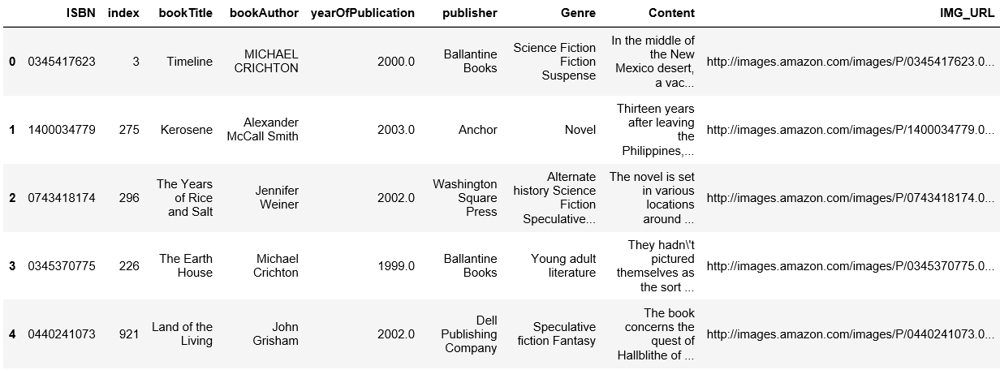 ISBN index bookTitle bookAuthor yearOfPublication publisher Genre Content IMG_URL
0 0345417623 3 Timeline MICHAEL CRICHTON 2000.0 Ballantine Books Science Fiction Fiction Suspense In the middle of the New Mexico desert, a vac... http://images.amazon.com/images/P/0345417623.0...
1 1400034779 275 Kerosene Alexander McCall Smith 2003.0 Anchor Novel Thirteen years after leaving the Philippines,... http://images.amazon.com/images/P/1400034779.0...
2 0743418174 296 The Years of Rice and Salt Jennifer Weiner 2002.0 Washington Square Press Alternate history Science Fiction Speculative... The novel is set in various locations around ... http://images.amazon.com/images/P/0743418174.0...
3 0345370775 226 The Earth House Michael Crichton 1999.0 Ballantine Books Young adult literature They hadn\'t pictured themselves as the sort ... http://images.amazon.com/images/P/0345370775.0...
4 0440241073 921 Land of the Living John Grisham 2002.0 Dell Publishing Company Speculative fiction Fantasy The book concerns the quest of Hallblithe of ... http://images.amazon.com/images/P/0440241073.0...